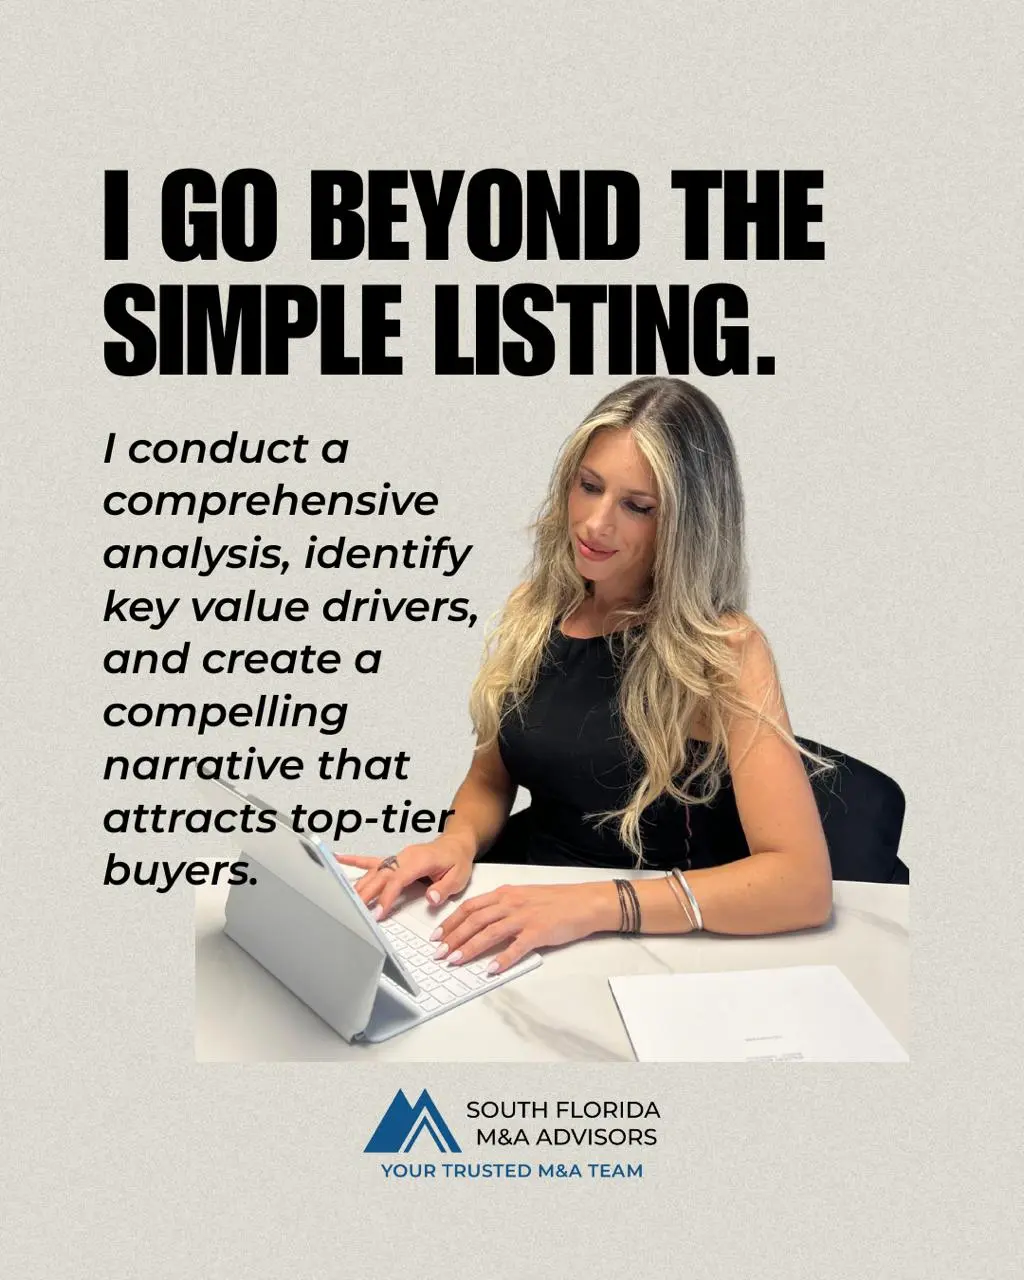 I GO BEYOND THE
SIMPLE LISTING.
I conduct a
comprehensive
analysis, identify
key value drivers,
and create a
compelling
narrative that
attracts top-tier
buyers.
SOUTH FLORIDA
M&A ADVISORS
YOUR TRUSTED M&A TEAM